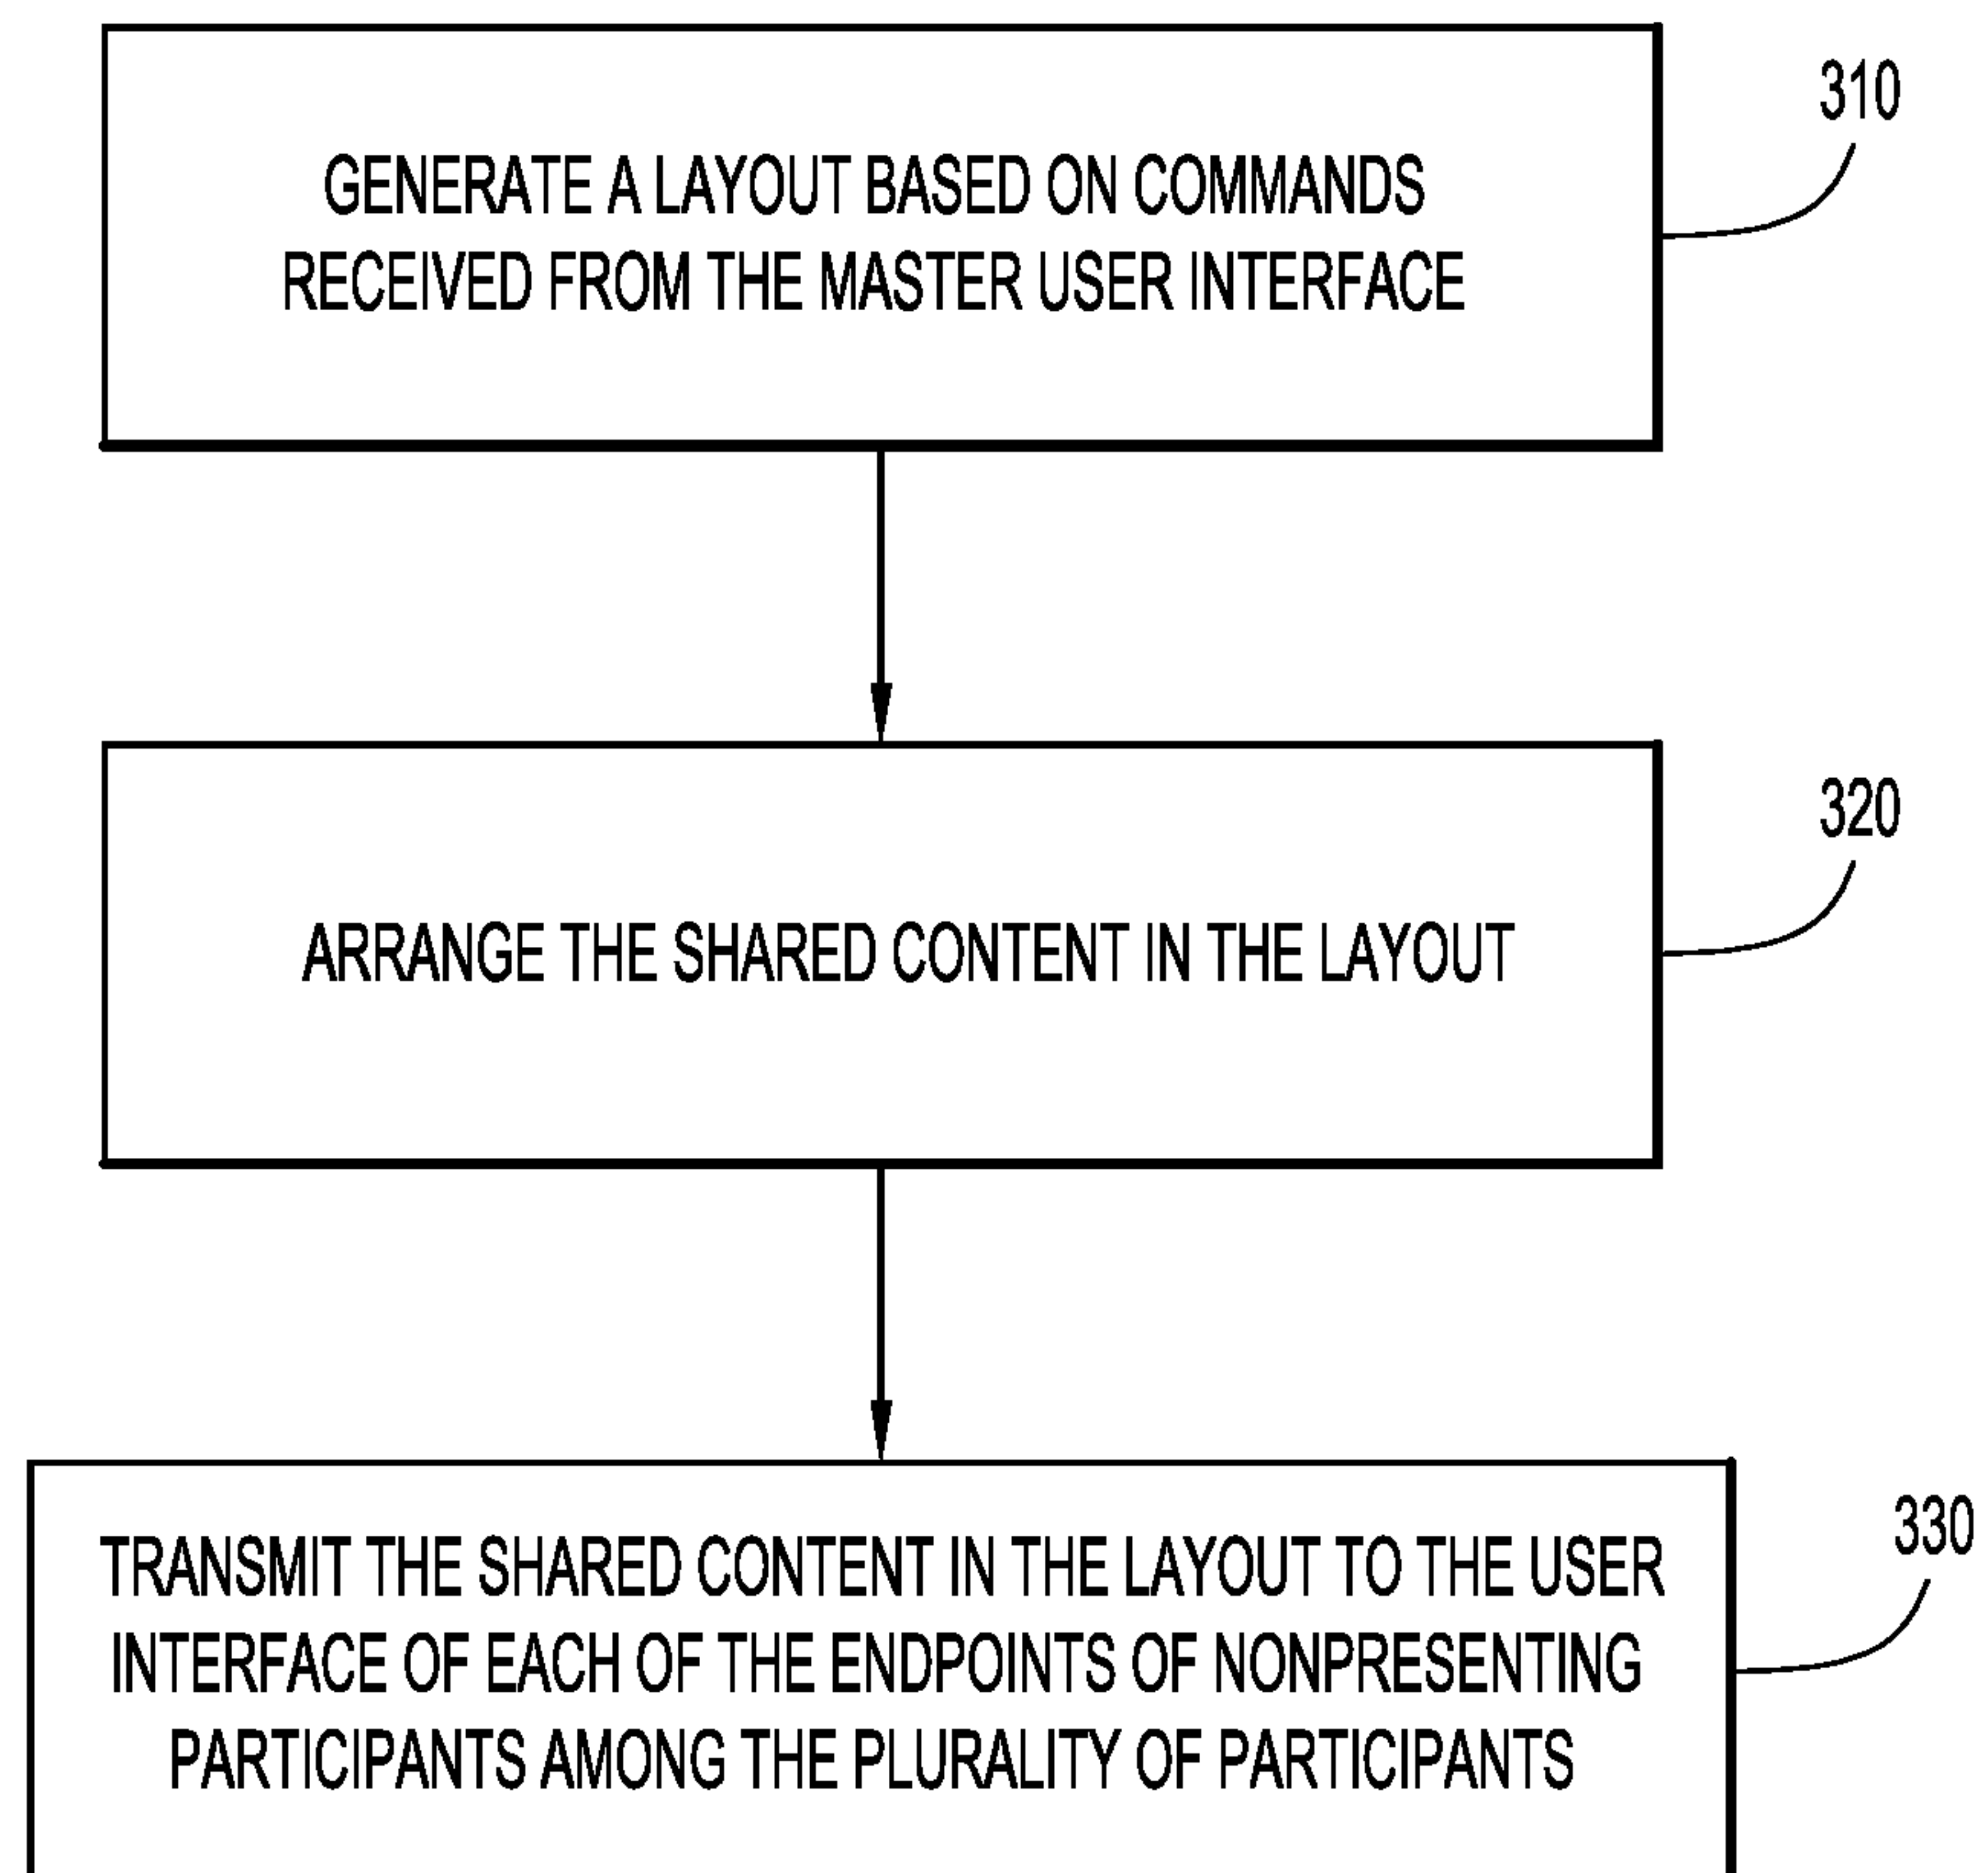 310
GENERATE A LAYOUT BASED ON COMMANDS
RECEIVED FROM THE MASTER USER INTERFACE
320
ARRANGE THE SHARED CONTENT IN THE LAYOUT
330
TRANSMIT THE SHARED CONTENT IN THE LAYOUT TO THE USER
INTERFACE OF EACH OF THE ENDPOINTS OF NONPRESENTING
PARTICIPANTS AMONG THE PLURALITY OF PARTICIPANTS